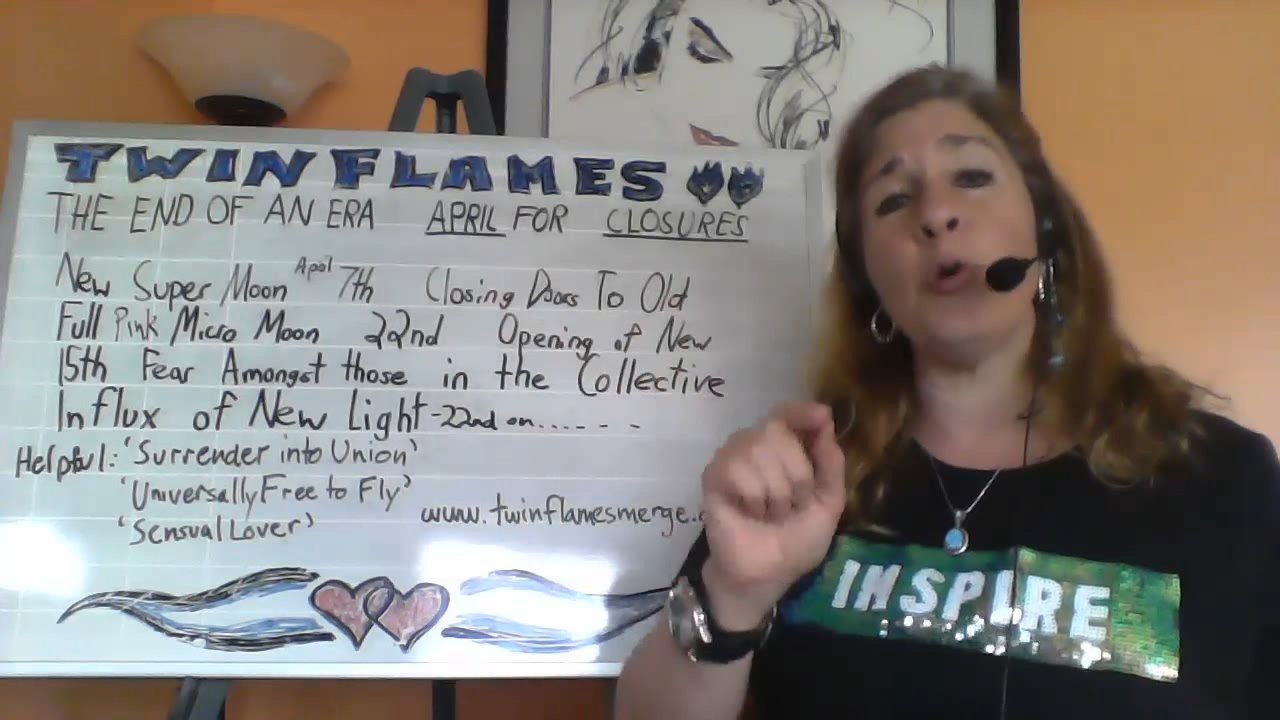 TWIN FLAMES
THE END OF AN ERA APRIL FOR CLOSURES
New Super Moon April 7th Closing Doors To Old
Full Pink Micro Moon 22nd Opening of New
15th Fear Amongst those in the Collective
Influx of New Light - 22nd on.......
Helpful: 'Surrender into Union'
'Universally Free to Fly'
'Sensual Lover' www.twinflamesmerge.
INSPIRE